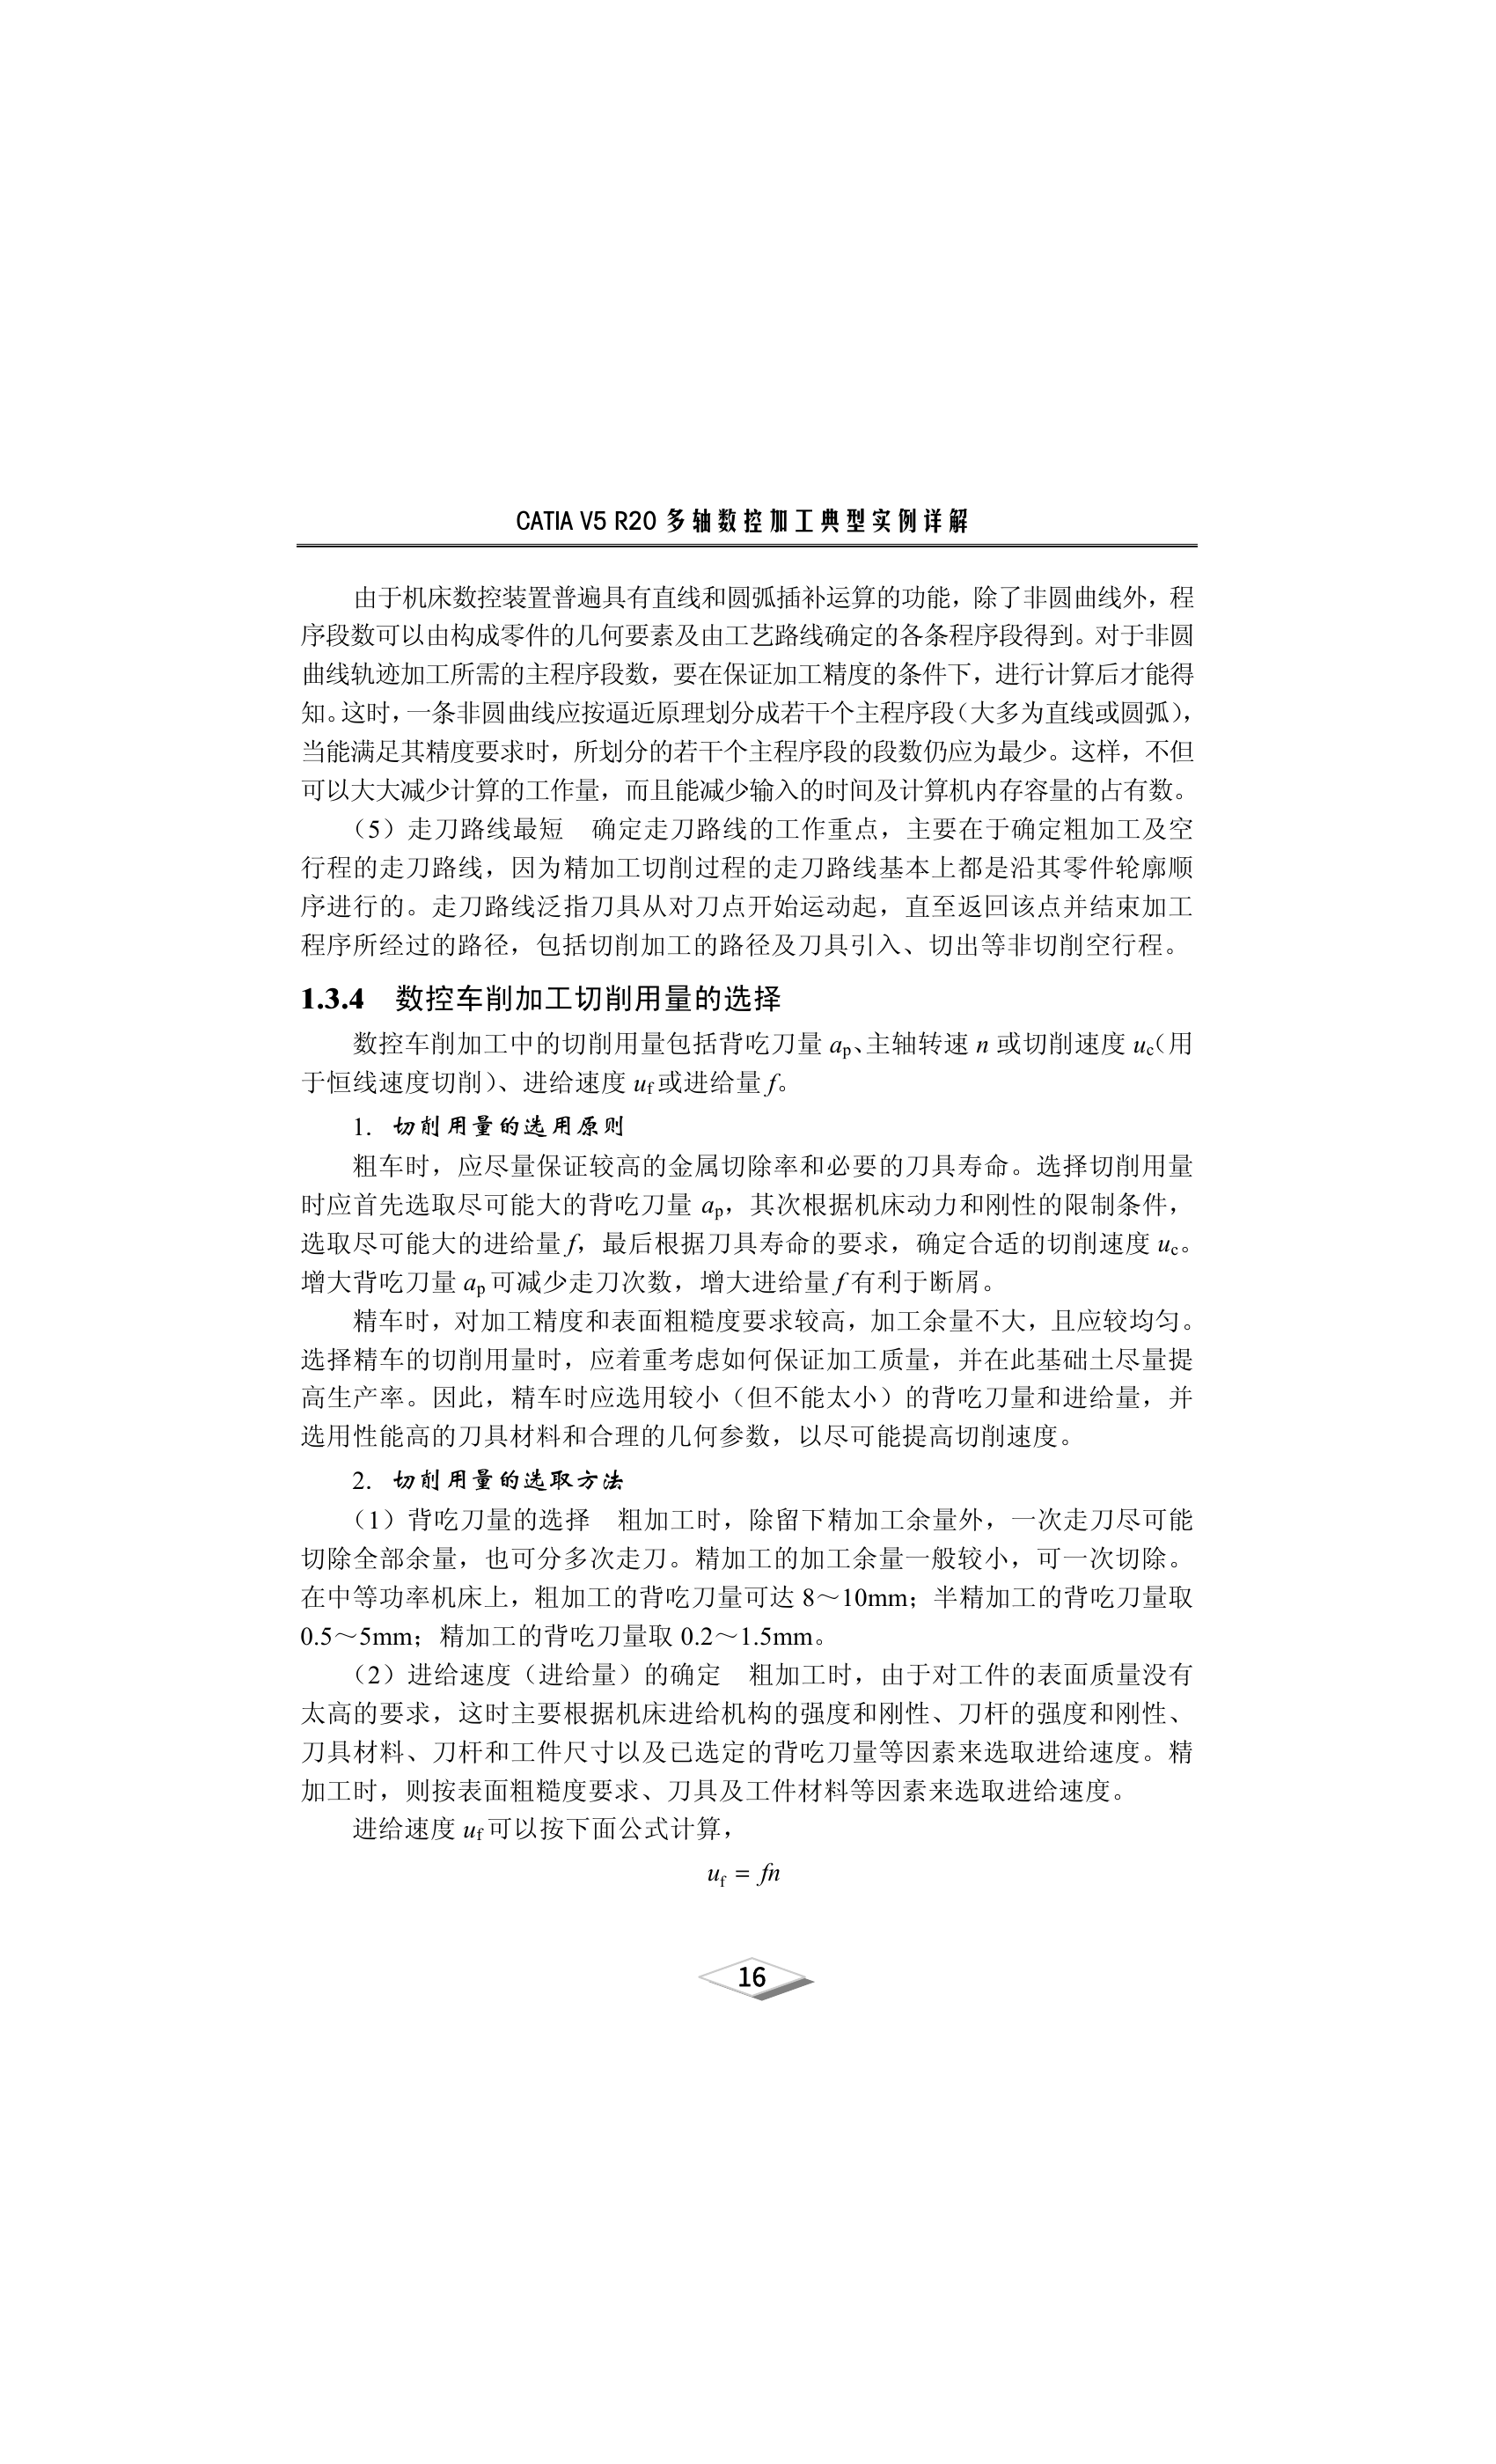 CATIA V5 R20 多轴数控加工典型实例详解
由于机床数控装置普遍具有直线和圆弧插补运算的功能，除了非圆曲线外，程
序段数可以由构成零件的几何要素及由工艺路线确定的各条程序段得到。对于非圆
曲线轨迹加工所需的主程序段数，要在保证加工精度的条件下，进行计算后才能得
知。这时，一条非圆曲线应按逼近原理划分成若干个主程序段（大多为直线或圆弧），
当能满足其精度要求时，所划分的若干个主程序段的段数仍应为最少。这样，不但
可以大大减少计算的工作量，而且能减少输入的时间及计算机内存容量的占有数。
（5）走刀路线最短　确定走刀路线的工作重点，主要在于确定粗加工及空
行程的走刀路线，因为精加工切削过程的走刀路线基本上都是沿其零件轮廓顺
序进行的。走刀路线泛指刀具从对刀点开始运动起，直至返回该点并结束加工
程序所经过的路径，包括切削加工的路径及刀具引入、切出等非切削空行程。
1.3.4　数控车削加工切削用量的选择
数控车削加工中的切削用量包括背吃刀量 ap、主轴转速 n 或切削速度 uc（用
于恒线速度切削）、进给速度 uf 或进给量 f。
1. 切削用量的选用原则
粗车时，应尽量保证较高的金属切除率和必要的刀具寿命。选择切削用量
时应首先选取尽可能大的背吃刀量 ap，其次根据机床动力和刚性的限制条件，
选取尽可能大的进给量 f，最后根据刀具寿命的要求，确定合适的切削速度 uc。
增大背吃刀量 ap 可减少走刀次数，增大进给量 f 有利于断屑。
精车时，对加工精度和表面粗糙度要求较高，加工余量不大，且应较均匀。
选择精车的切削用量时，应着重考虑如何保证加工质量，并在此基础土尽量提
高生产率。因此，精车时应选用较小（但不能太小）的背吃刀量和进给量，并
选用性能高的刀具材料和合理的几何参数，以尽可能提高切削速度。
2. 切削用量的选取方法
（1）背吃刀量的选择　粗加工时，除留下精加工余量外，一次走刀尽可能
切除全部余量，也可分多次走刀。精加工的加工余量一般较小，可一次切除。
在中等功率机床上，粗加工的背吃刀量可达 8～10mm；半精加工的背吃刀量取
0.5～5mm；精加工的背吃刀量取 0.2～1.5mm。
（2）进给速度（进给量）的确定　粗加工时，由于对工件的表面质量没有
太高的要求，这时主要根据机床进给机构的强度和刚性、刀杆的强度和刚性、
刀具材料、刀杆和工件尺寸以及已选定的背吃刀量等因素来选取进给速度。精
加工时，则按表面粗糙度要求、刀具及工件材料等因素来选取进给速度。
进给速度 uf 可以按下面公式计算，
uf = fn
16